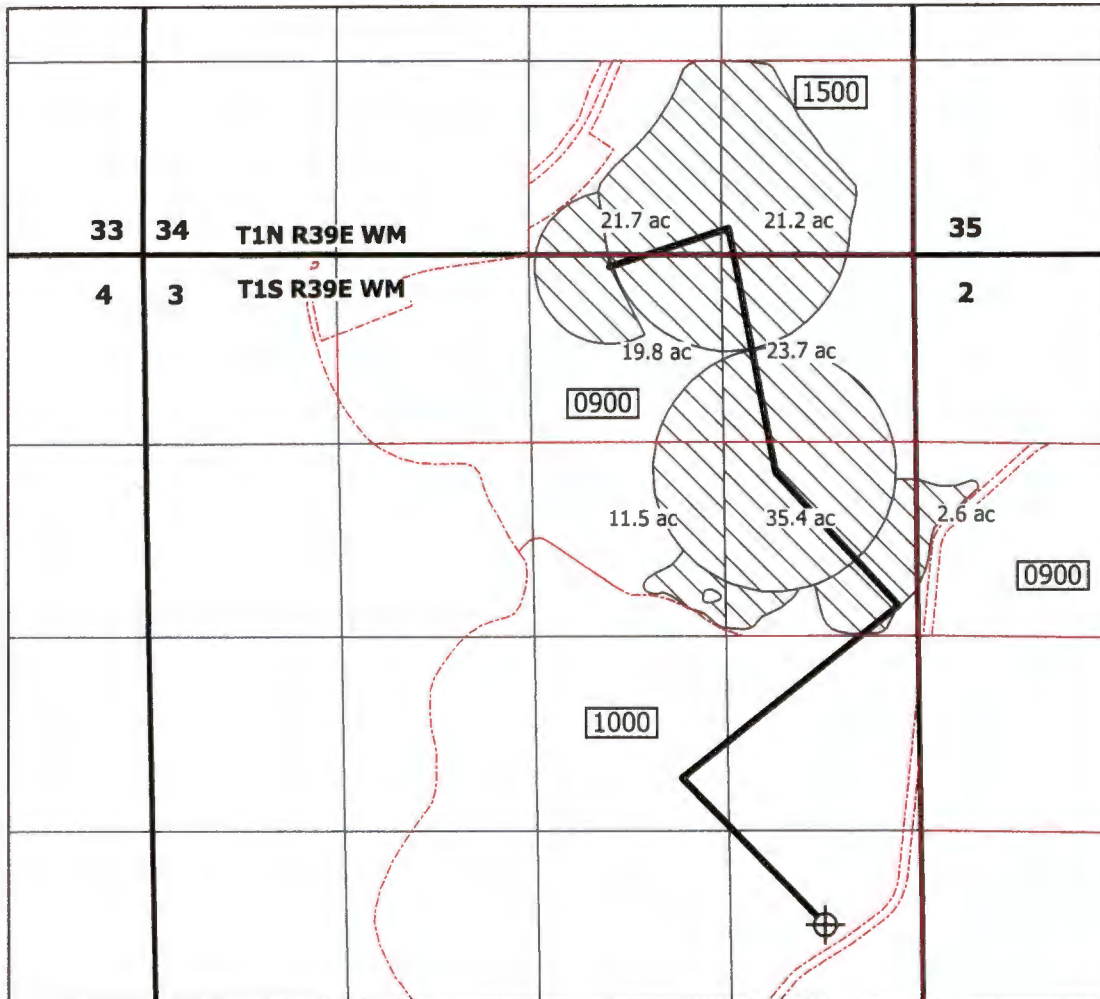 1500
21.7 ac
21.2 ac
33
34
T1N R39E WM
35
4
3
T1S R39E WM
2
19.8 ac
23.7 ac
0900
11.5 ac
35.4 ac
2.6 ac
0900
1000